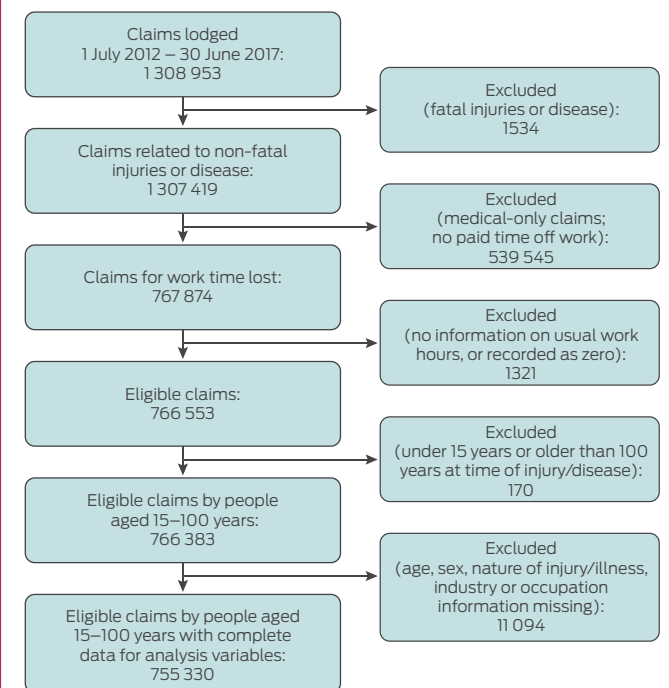 Claims lodged
1 July 2012 – 30 June 2017:
1 308 953
Excluded
(fatal injuries or disease):
1534
Claims related to non-fatal
injuries or disease:
1 307 419
Excluded
(medical-only claims;
no paid time off work):
539 545
Claims for work time lost:
767 874
Excluded
(no information on usual work
hours, or recorded as zero):
1321
Eligible claims:
766 553
Excluded
(under 15 years or older than 100
years at time of injury/disease):
170
Eligible claims by people
aged 15–100 years:
766 383
Excluded
(age, sex, nature of injury/illness,
industry or occupation
information missing):
11 094
Eligible claims by people aged
15–100 years with complete
data for analysis variables:
755 330